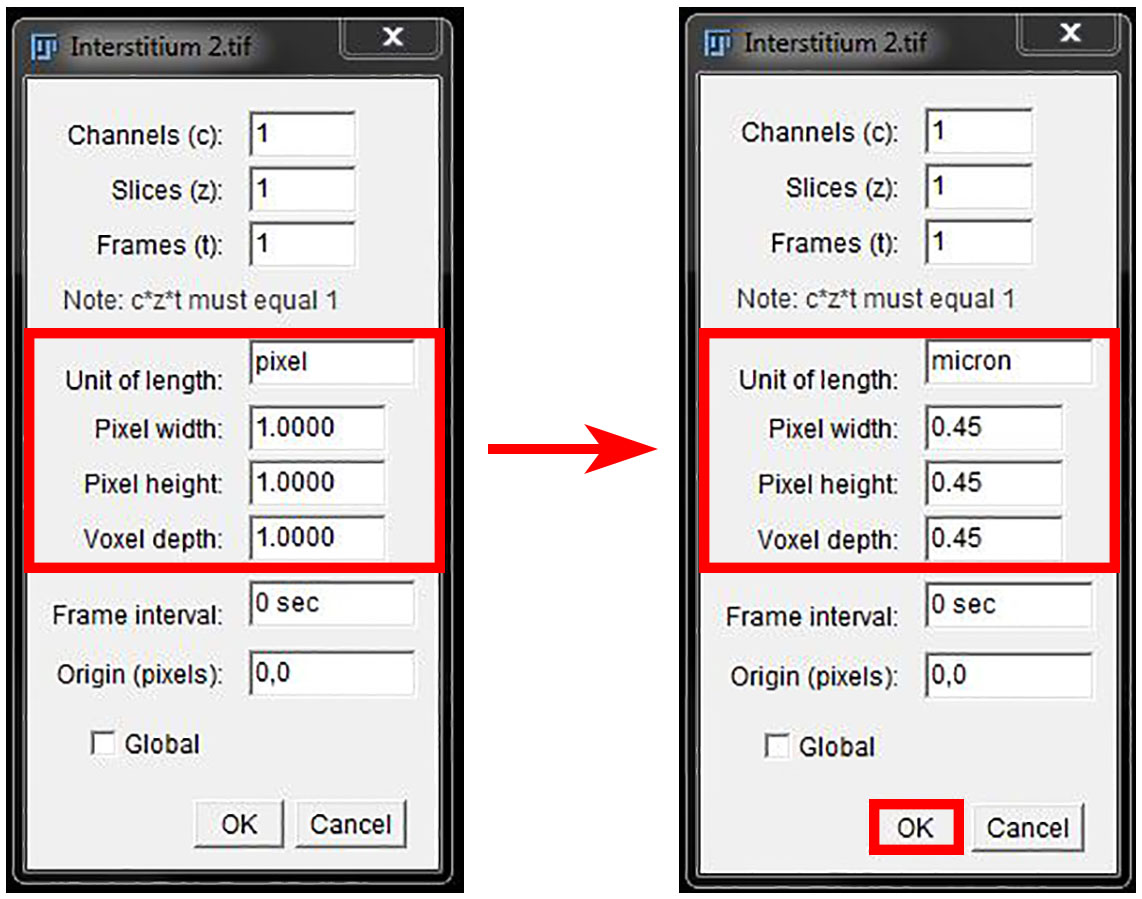 Interstitium 2.tif
X
Channels (c): 1
Slices (z): 1
Frames (t): 1
Note: c*z*t must equal 1
Unit of length: pixel
Pixel width: 1.0000
Pixel height: 1.0000
Voxel depth: 1.0000
Frame interval: 0 sec
Origin (pixels): 0,0
Global
OK Cancel
Interstitium 2.tif
X
Channels (c): 1
Slices (z): 1
Frames (t): 1
Note: c*z*t must equal 1
Unit of length: micron
Pixel width: 0.45
Pixel height: 0.45
Voxel depth: 0.45
Frame interval: 0 sec
Origin (pixels): 0,0
Global
OK Cancel